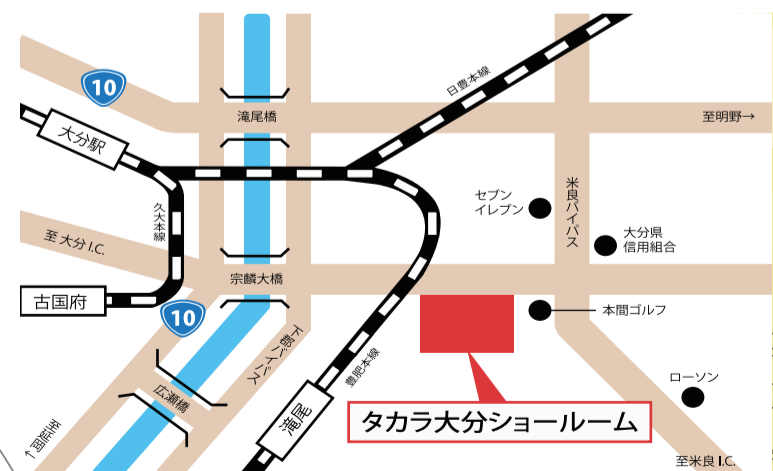 10
滝尾橋
日豊本線
至明野→
大分駅
久大本線
セブン
イレブン
米良バイパス
大分県
信用組合
至 大分 I.C.
宗麟大橋
古国府
10
本間ゴルフ
下郡バイパス
豊肥本線
広瀬橋
ローソン
滝尾
タカラ大分ショールーム
至米良 I.C.